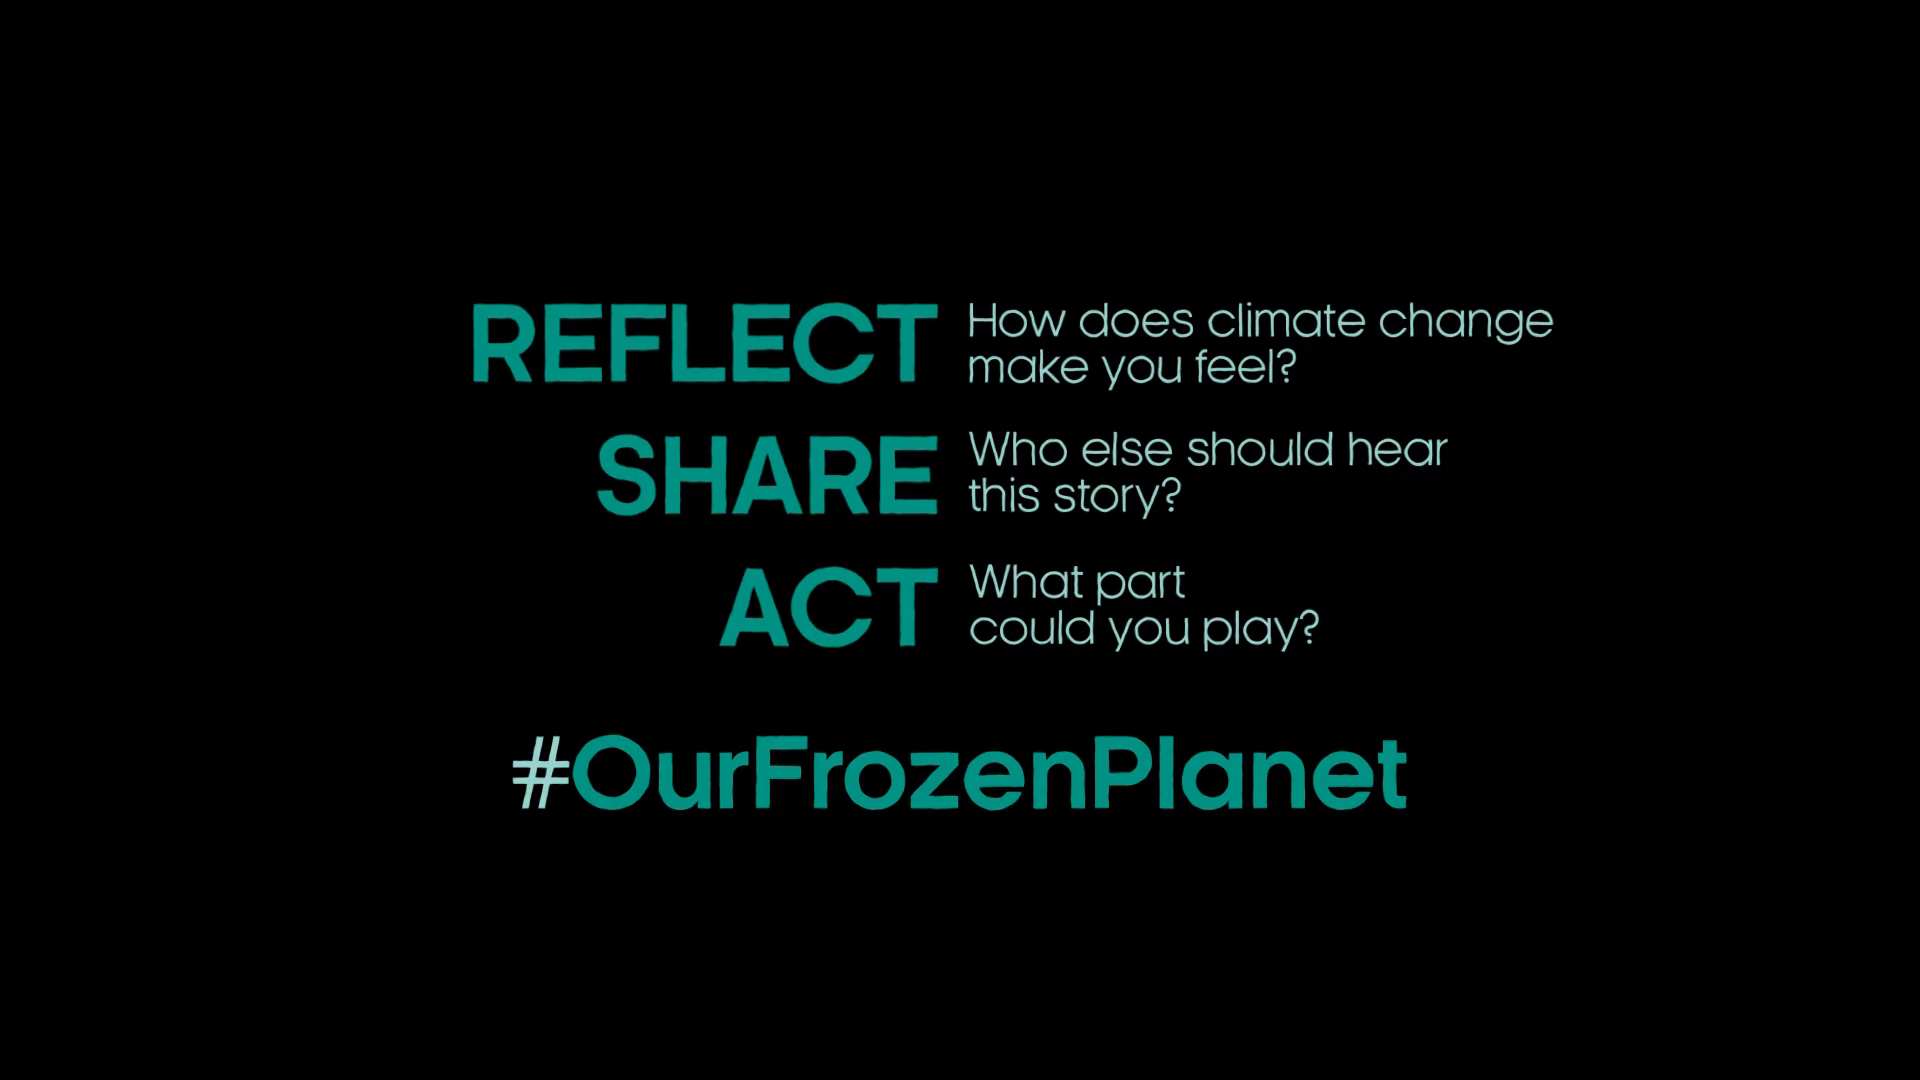 REFLECT How does climate change
make you feel?
SHARE Who else should hear
this story?
ACT What part
could you play?
#OurFrozenPlanet